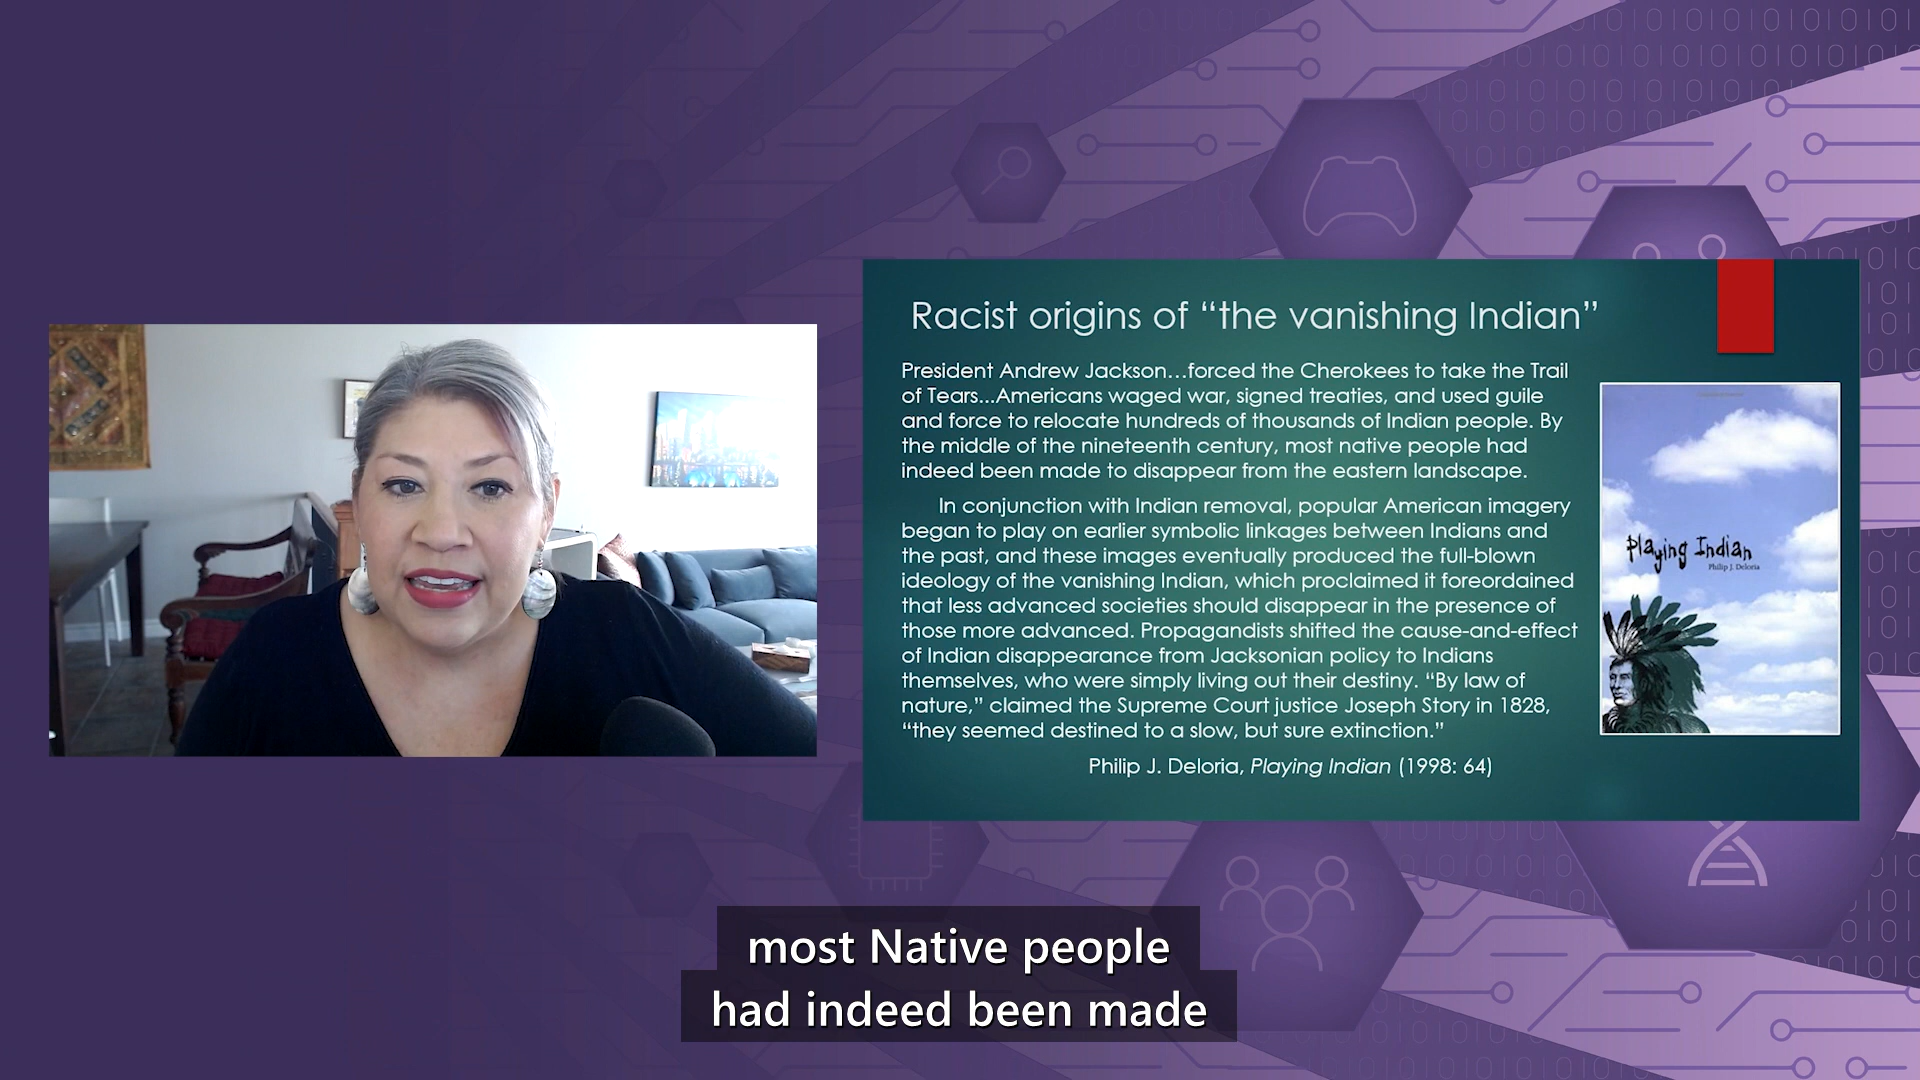 Racist origins of “the vanishing Indian”
President Andrew Jackson…forced the Cherokees to take the Trail
of Tears...Americans waged war, signed treaties, and used guile
and force to relocate hundreds of thousands of Indian people. By
the middle of the nineteenth century, most native people had
indeed been made to disappear from the eastern landscape.
In conjunction with Indian removal, popular American imagery
began to play on earlier symbolic linkages between Indians and
the past, and these images eventually produced the full-blown
ideology of the vanishing Indian, which proclaimed it foreordained
that less advanced societies should disappear in the presence of
those more advanced. Propagandists shifted the cause-and-effect
of Indian disappearance from Jacksonian policy to Indians
themselves, who were simply living out their destiny. “By law of
nature,” claimed the Supreme Court justice Joseph Story in 1828,
“they seemed destined to a slow, but sure extinction.”
Philip J. Deloria, Playing Indian (1998: 64)
Playing Indian
Philip J. Deloria
most Native people
had indeed been made